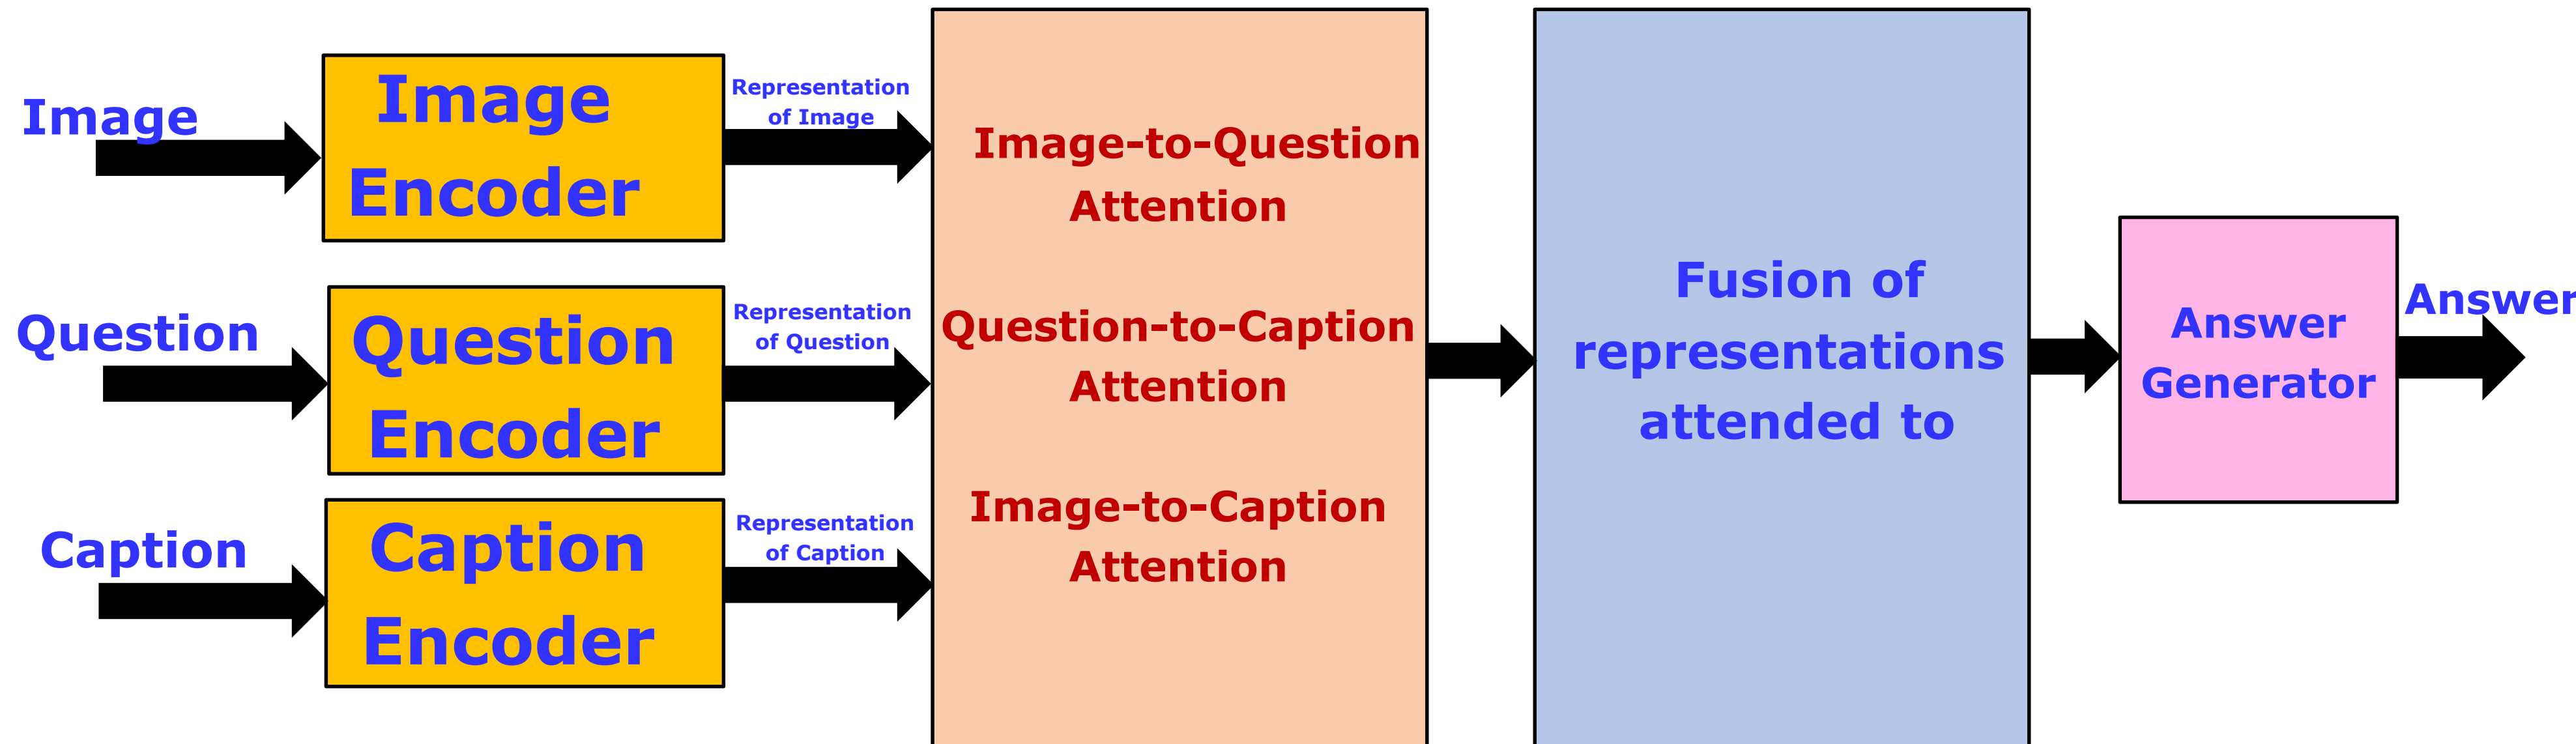 Image
Image
Encoder
Representation
of Image
Question
Question
Encoder
Representation
of Question
Caption
Caption
Encoder
Representation
of Caption
Image-to-Question
Attention
Question-to-Caption
Attention
Image-to-Caption
Attention
Fusion of
representations
attended to
Answer
Generator
Answer